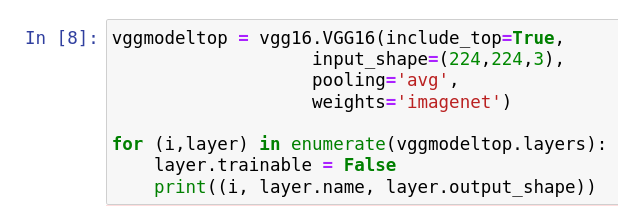 In [8]: vggmodeltop = vgg16.VGG16(include_top=True,
input_shape=(224,224,3),
pooling='avg',
weights='imagenet')
for (i,layer) in enumerate(vggmodeltop.layers):
layer.trainable = False
print((i, layer.name, layer.output_shape))